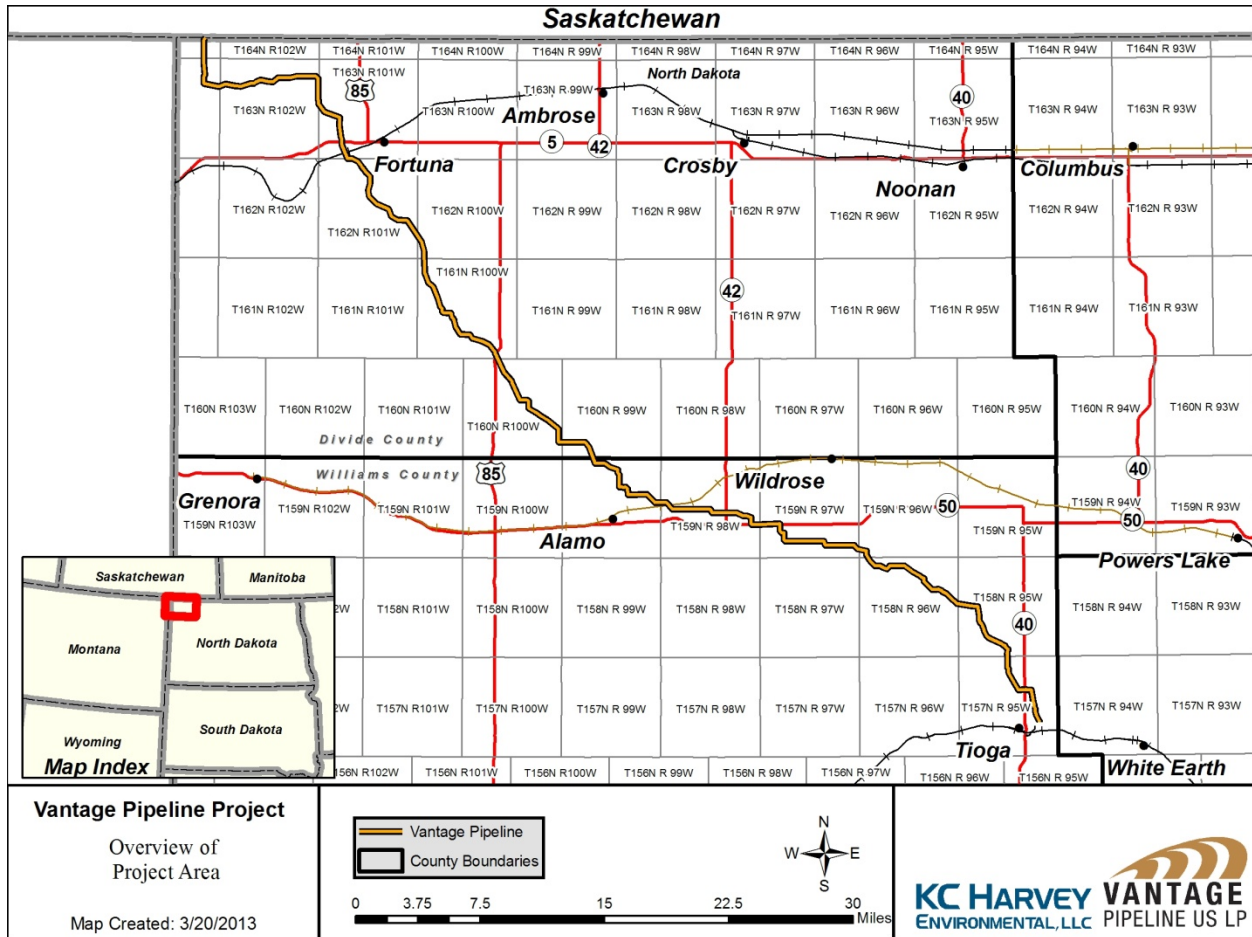 Saskatchewan
T164N R102W T164N R101W T164N R100W T164N R 99W T164N R 98W T164N R 97W T164N R 96W T164N R 95W T164N R 94W T164N R 93W
T163N R101W North Dakota
85 T163N R 99W 40
T163N R102W T163N R100W Ambrose T163N R 98W T163N R 97W T163N R 96W T163N R 95W T163N R 94W T163N R 93W
5 42
Fortuna Crosby Noonan Columbus
T162N R102W T162N R100W T162N R 99W T162N R 98W T162N R 97W T162N R 96W T162N R 95W T162N R 94W T162N R 93W
T162N R101W
T161N R100W
42
T161N R102W T161N R101W T161N R 99W T161N R 98W T161N R 97W T161N R 96W T161N R 95W T161N R 94W T161N R 93W
T160N R103W T160N R102W T160N R101W T160N R 99W T160N R 98W T160N R 97W T160N R 96W T160N R 95W T160N R 94W T160N R 93W
T160N R100W
Divide County
Williams County
85 Wildrose 40
Grenora
T159N R103W T159N R102W T159N R101W T159N R100W T159N R 97W T159N R 96W 50 T159N R 94W T159N R 93W
T159N R 98W T159N R 95W 50
Alamo Powers Lake
T158N R101W T158N R100W T158N R 99W T158N R 98W T158N R 97W T158N R 96W T158N R 95W T158N R 94W T158N R 93W
40
T157N R101W T157N R100W T157N R 99W T157N R 98W T157N R 97W T157N R 96W T157N R 95W T157N R 94W T157N R 93W
Tioga
White Earth
T156N R101W T156N R100W T156N R 99W T156N R 98W T156N R 97W T156N R 96W T156N R 95W
Saskatchewan Manitoba
Montana North Dakota
South Dakota
Wyoming
Map Index
Vantage Pipeline Project
Overview of
Project Area
Map Created: 3/20/2013
Vantage Pipeline
County Boundaries
N
W E
S
0 3.75 7.5 15 22.5 30
Miles
KC HARVEY
ENVIRONMENTAL, LLC
VANTAGE
PIPELINE US LP